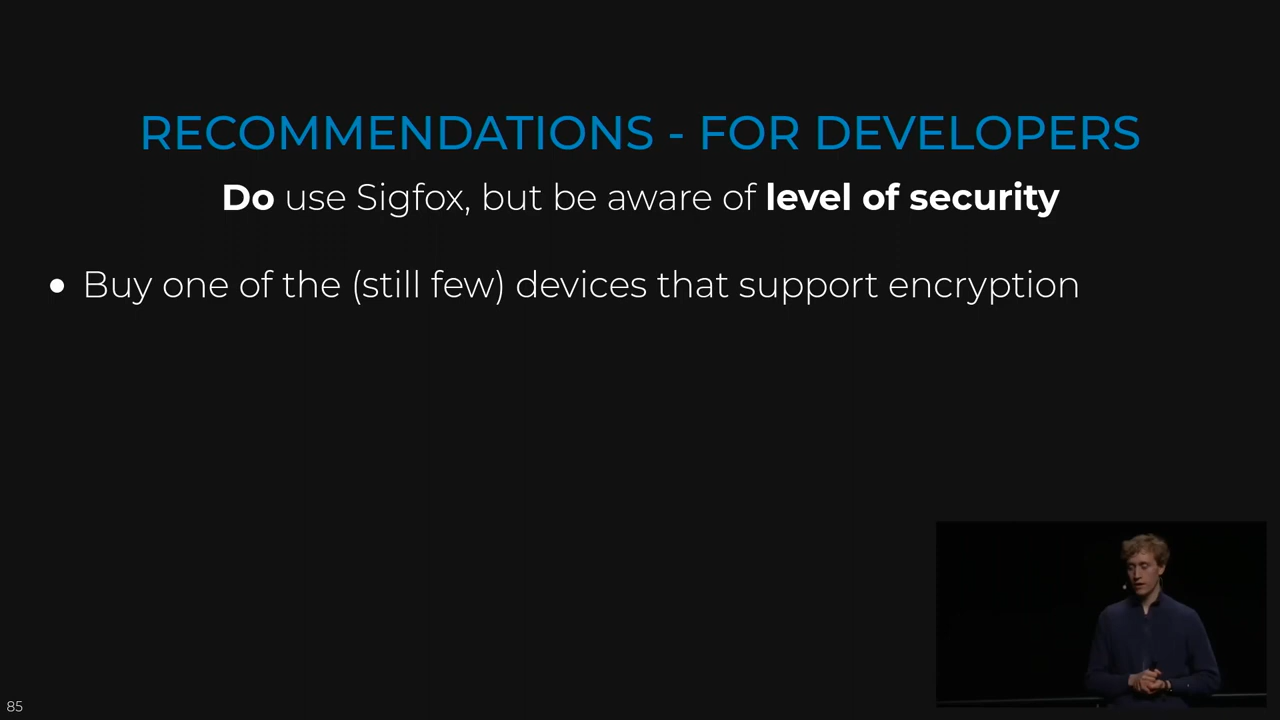 RECOMMENDATIONS - FOR DEVELOPERS
Do use Sigfox, but be aware of level of security
• Buy one of the (still few) devices that support encryption
85